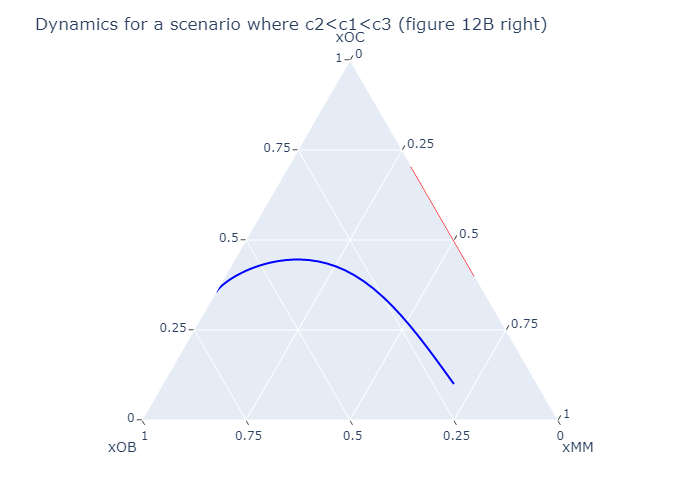 Dynamics for a scenario where c2<c1<c3 (figure 12B right)
xOC
1 0
0.75 0.25
0.5 0.5
0.25 0.75
0 1
1 0.75 0.5 0.25 0
xOB xMM